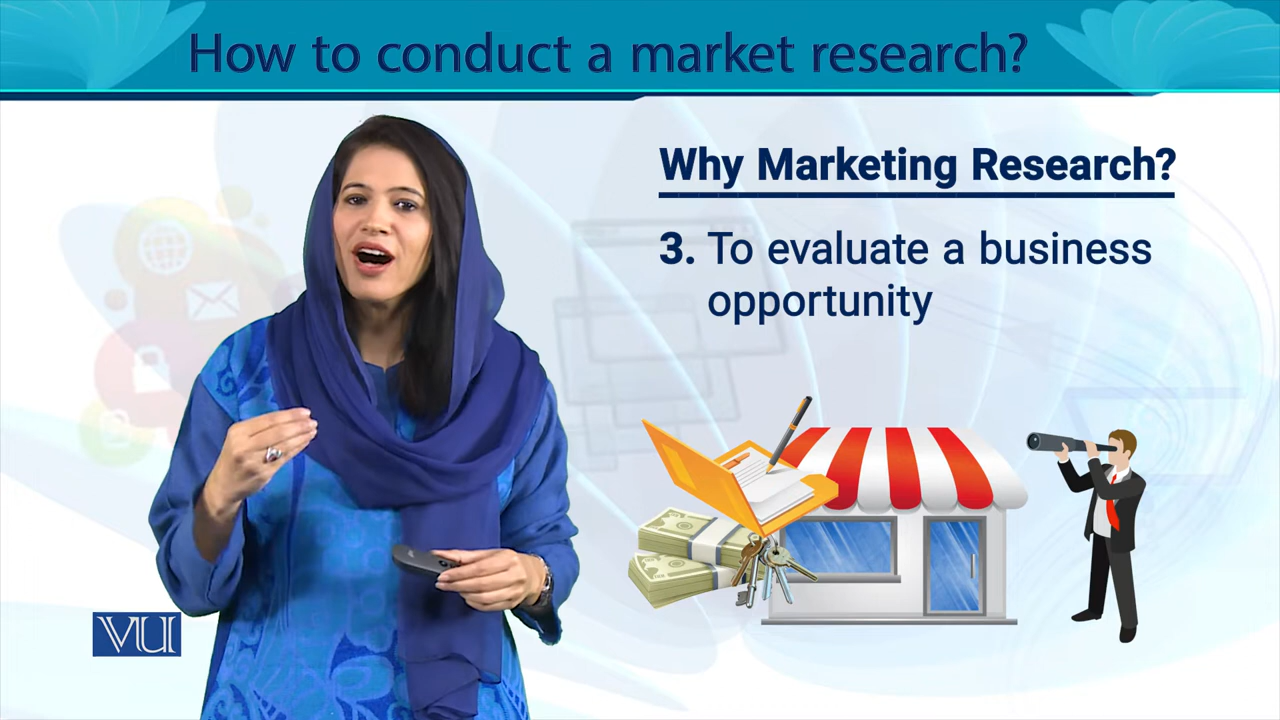 How to conduct a market research?
Why Marketing Research?
3. To evaluate a business
opportunity
VU